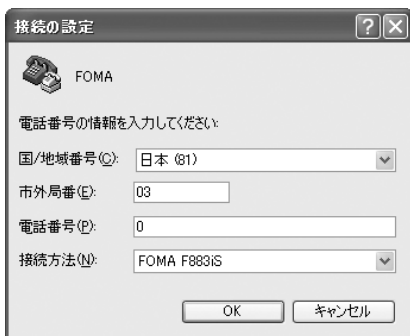 接続の設定
FOMA
電話番号の情報を入力してください:
国/地域番号(C): 日本 (81)
市外局番(E): 03
電話番号(P): 0
接続方法(N): FOMA F883iS
OK キャンセル